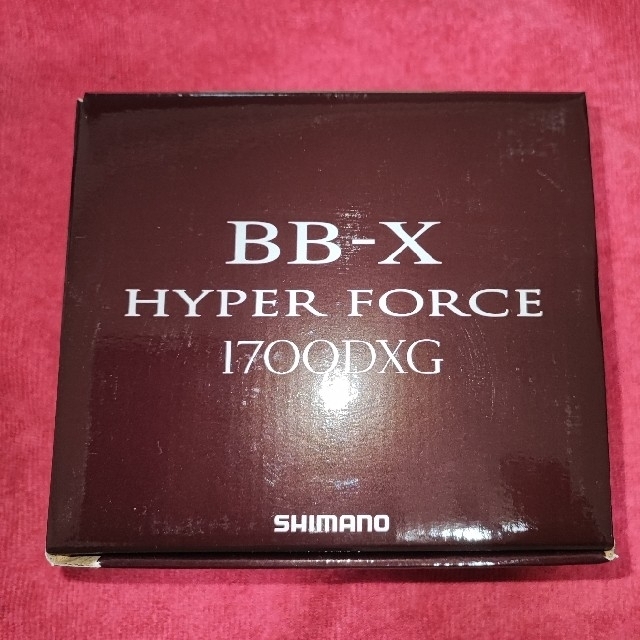 BB-X
HYPER FORCE
1700DXG
SHIMANO